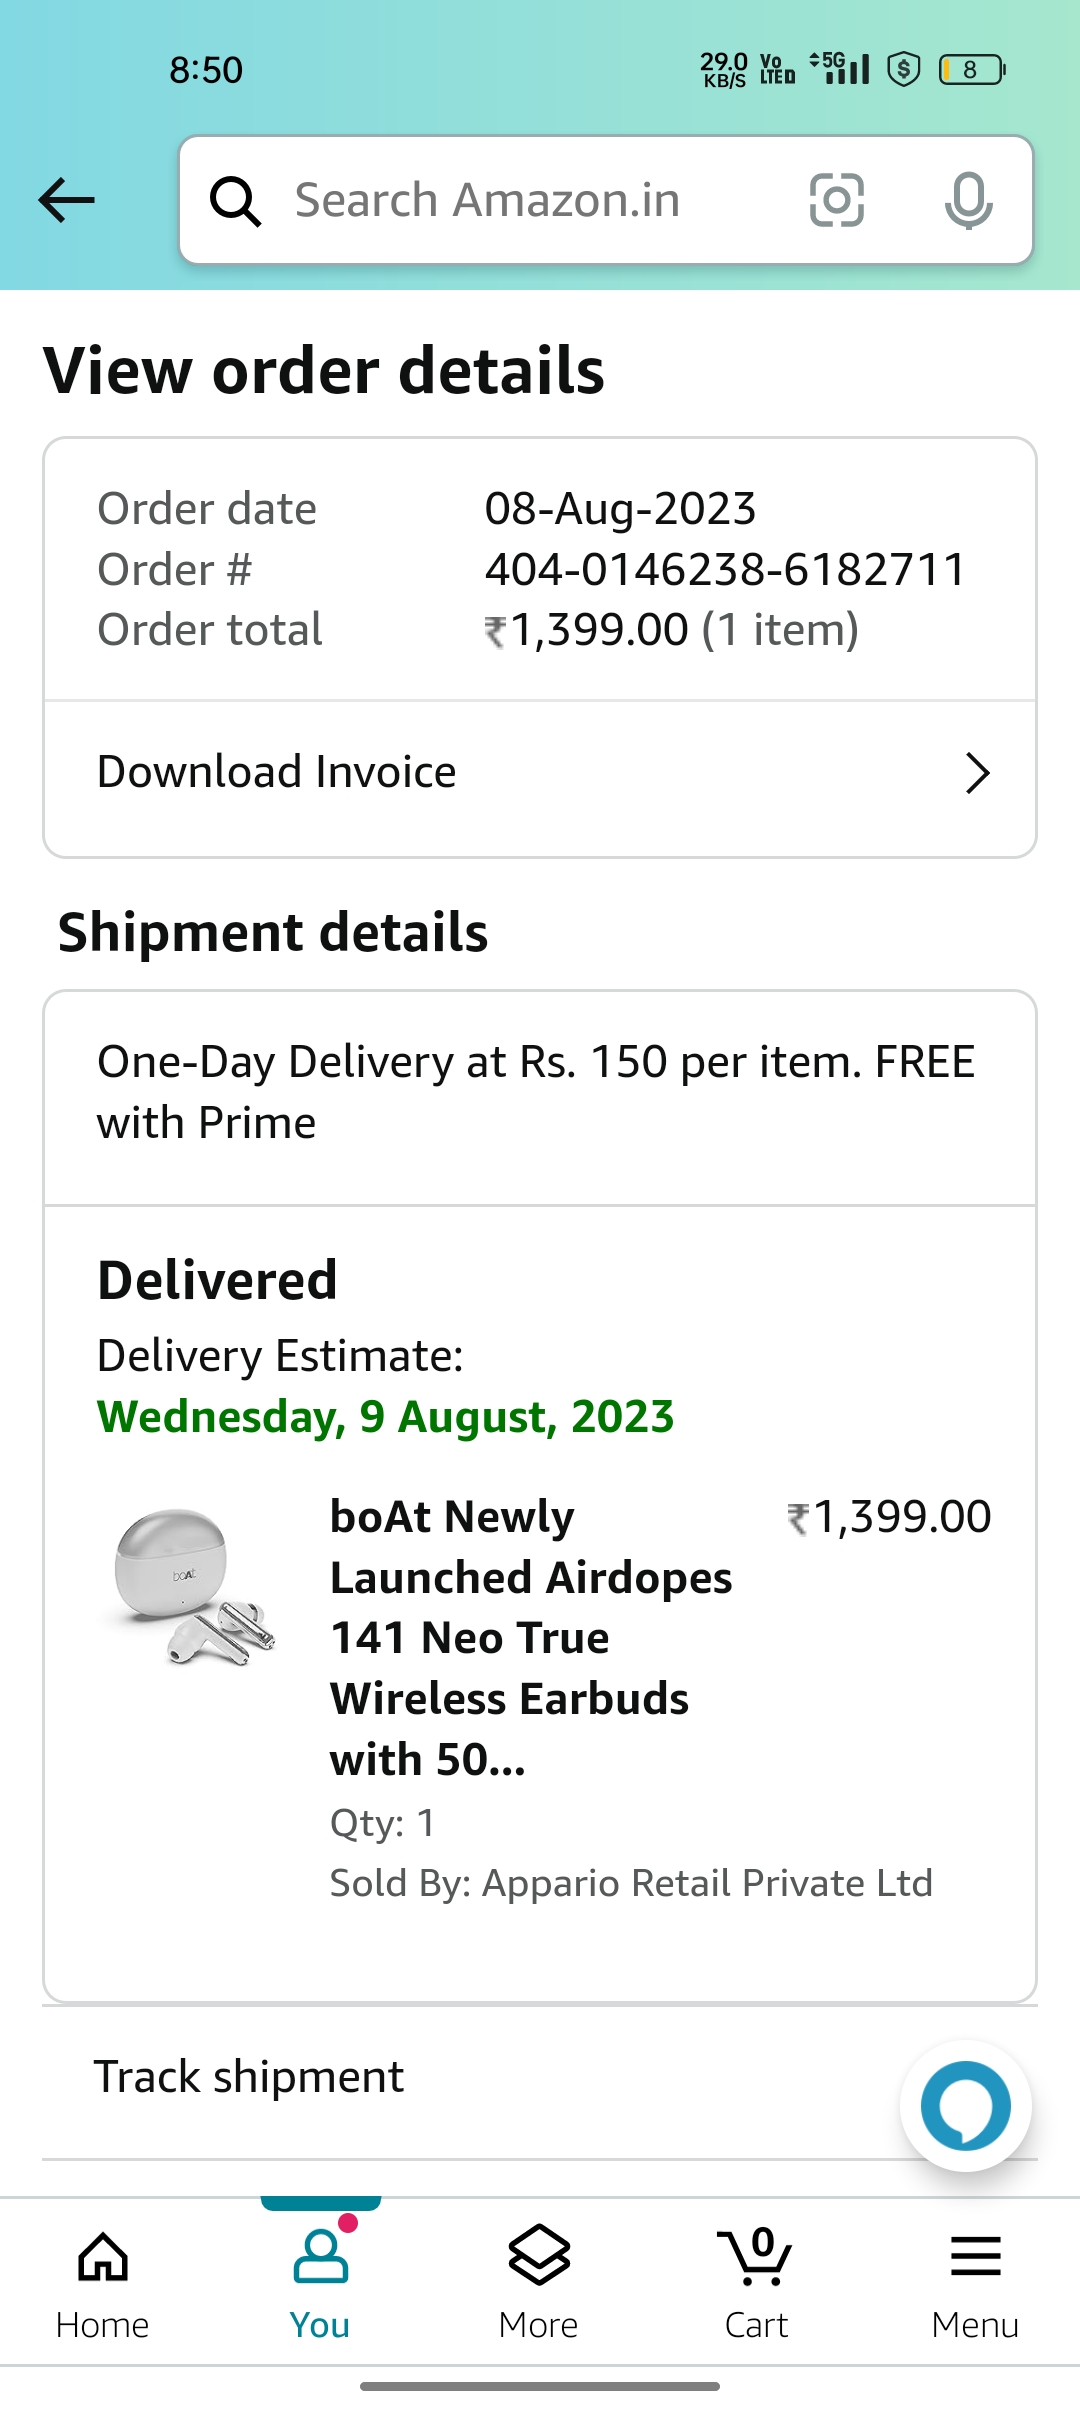 8:50
29.0 KB/S
Vo LTE D
5G
8
Search Amazon.in
View order details
Order date 08-Aug-2023
Order # 404-0146238-6182711
Order total ₹1,399.00 (1 item)
Download Invoice
Shipment details
One-Day Delivery at Rs. 150 per item. FREE
with Prime
Delivered
Delivery Estimate:
Wednesday, 9 August, 2023
boAt
boAt Newly ₹1,399.00
Launched Airdopes
141 Neo True
Wireless Earbuds
with 50...
Qty: 1
Sold By: Appario Retail Private Ltd
Track shipment
0
Home You More Cart Menu